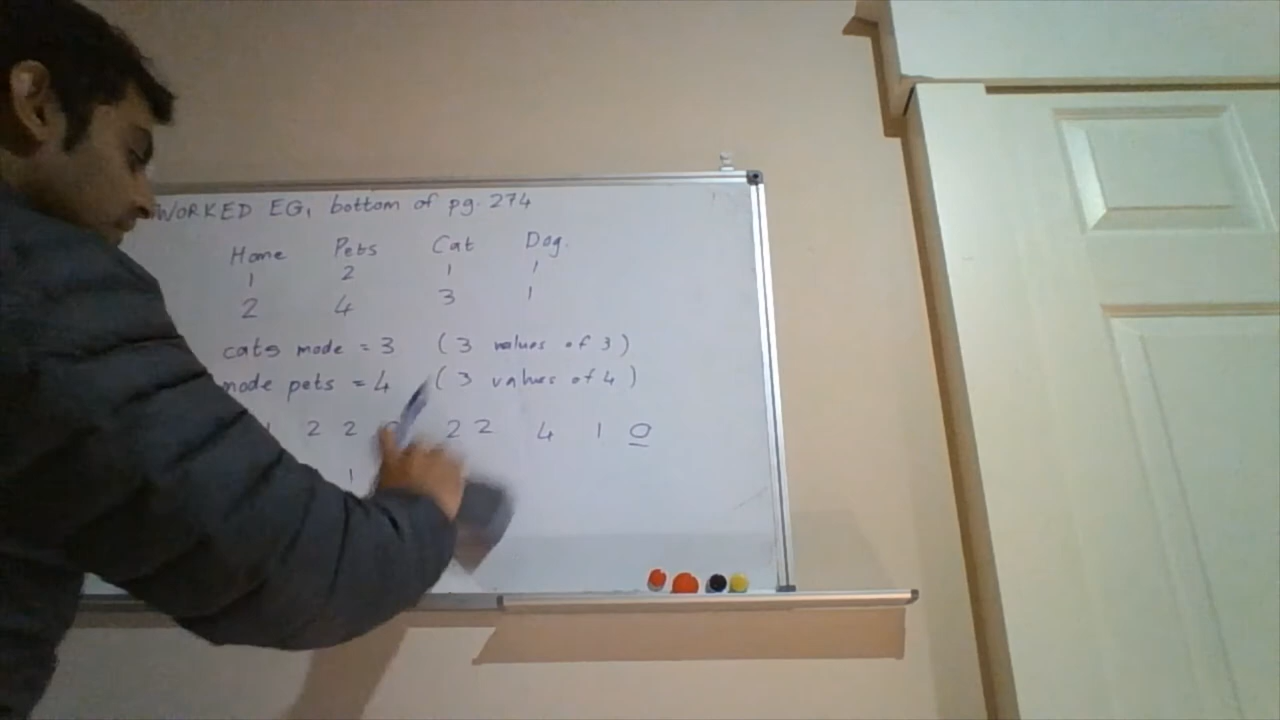 WORKED EG, bottom of pg. 274
Home Pets Cat Dog.
1 2 1 1
2 4 3 1
cats mode = 3 (3 values of 3)
mode pets = 4 (3 values of 4)
2 2 2 2 4 1 0
1